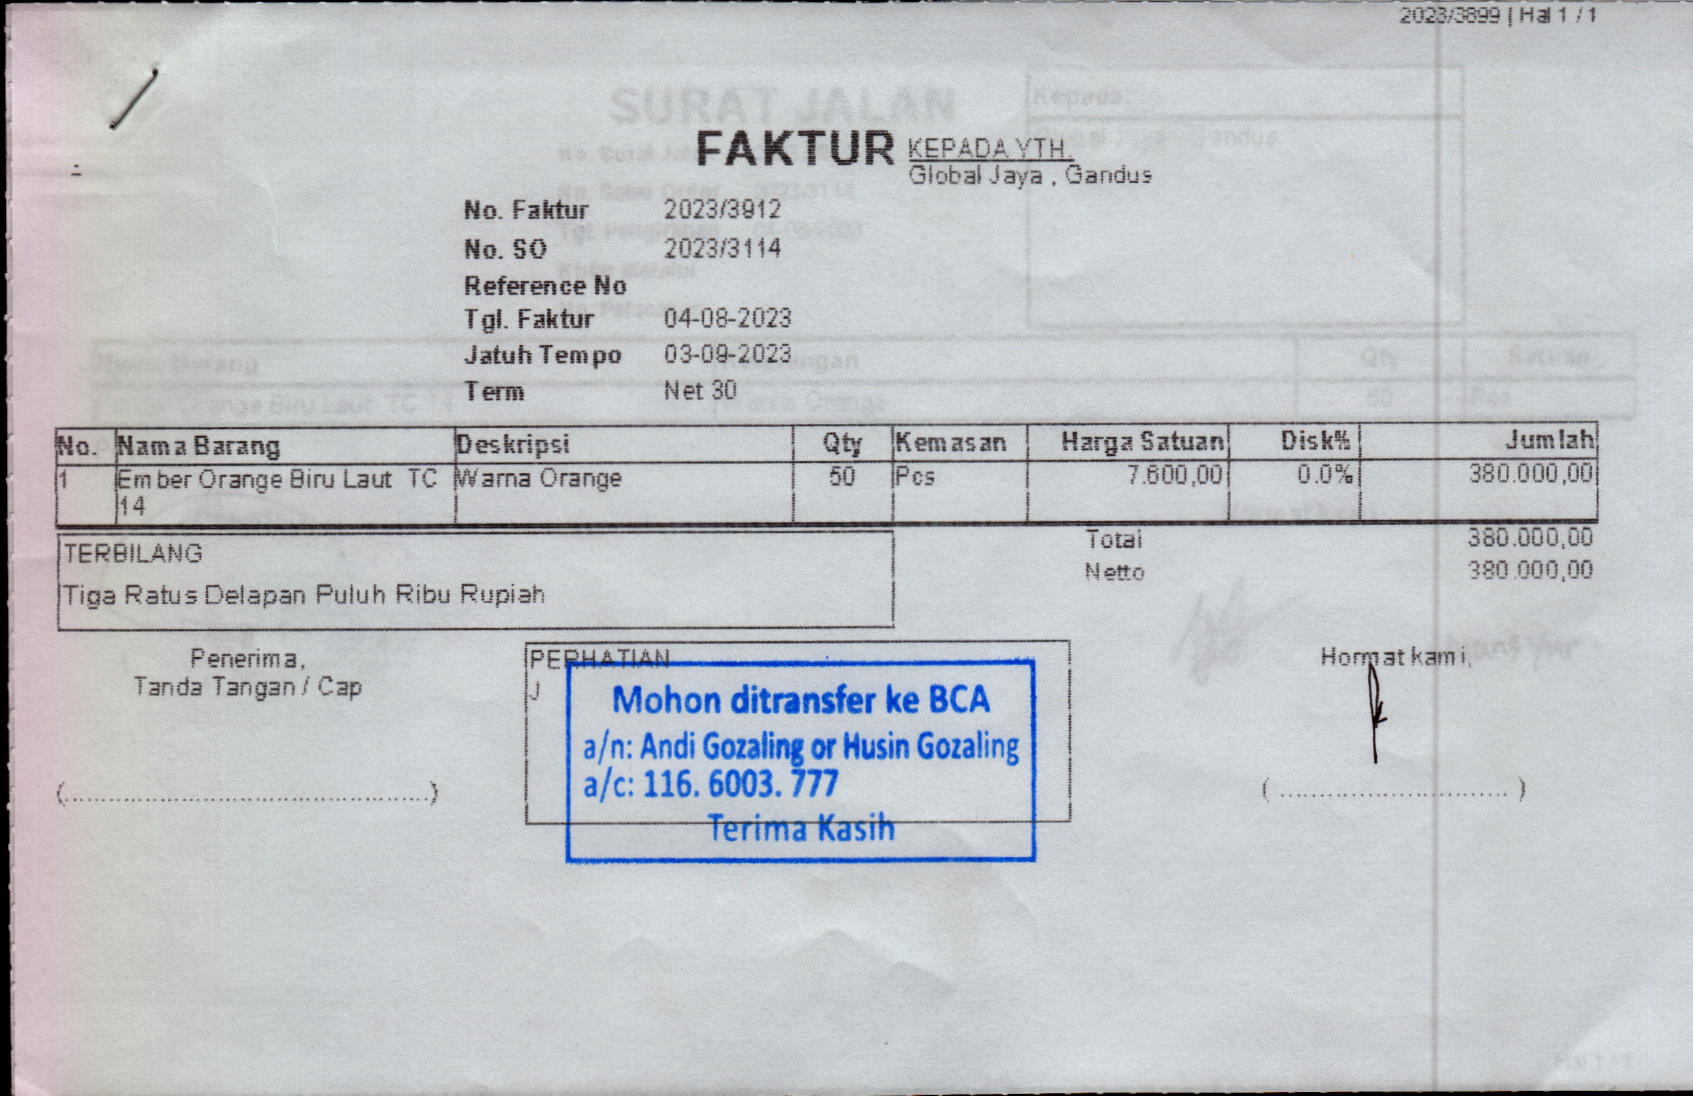 2023/3899 | Hal 1 / 1
SURAT JALAN
Kepada:
FAKTUR
KEPADA YTH.
Global Jaya , Gandus
No. Faktur 2023/3912
No. SO 2023/3114
Reference No
Tgl. Faktur 04-08-2023
Jatuh Tempo 03-09-2023
Term Net 30
No. Nama Barang Deskripsi Qty Kemasan Harga Satuan Disk% Jumlah
1 Ember Orange Biru Laut TC Warna Orange 50 Pcs 7.600,00 0.0% 380.000,00
14
TERBILANG
Tiga Ratus Delapan Puluh Ribu Rupiah
Total 380.000,00
Netto 380.000,00
Penerima,
Tanda Tangan / Cap
(................................................)
PERHATIAN
J
Mohon ditransfer ke BCA
a/n: Andi Gozaling or Husin Gozaling
a/c: 116. 6003. 777
Terima Kasih
Hormat kami,
( .............................. )